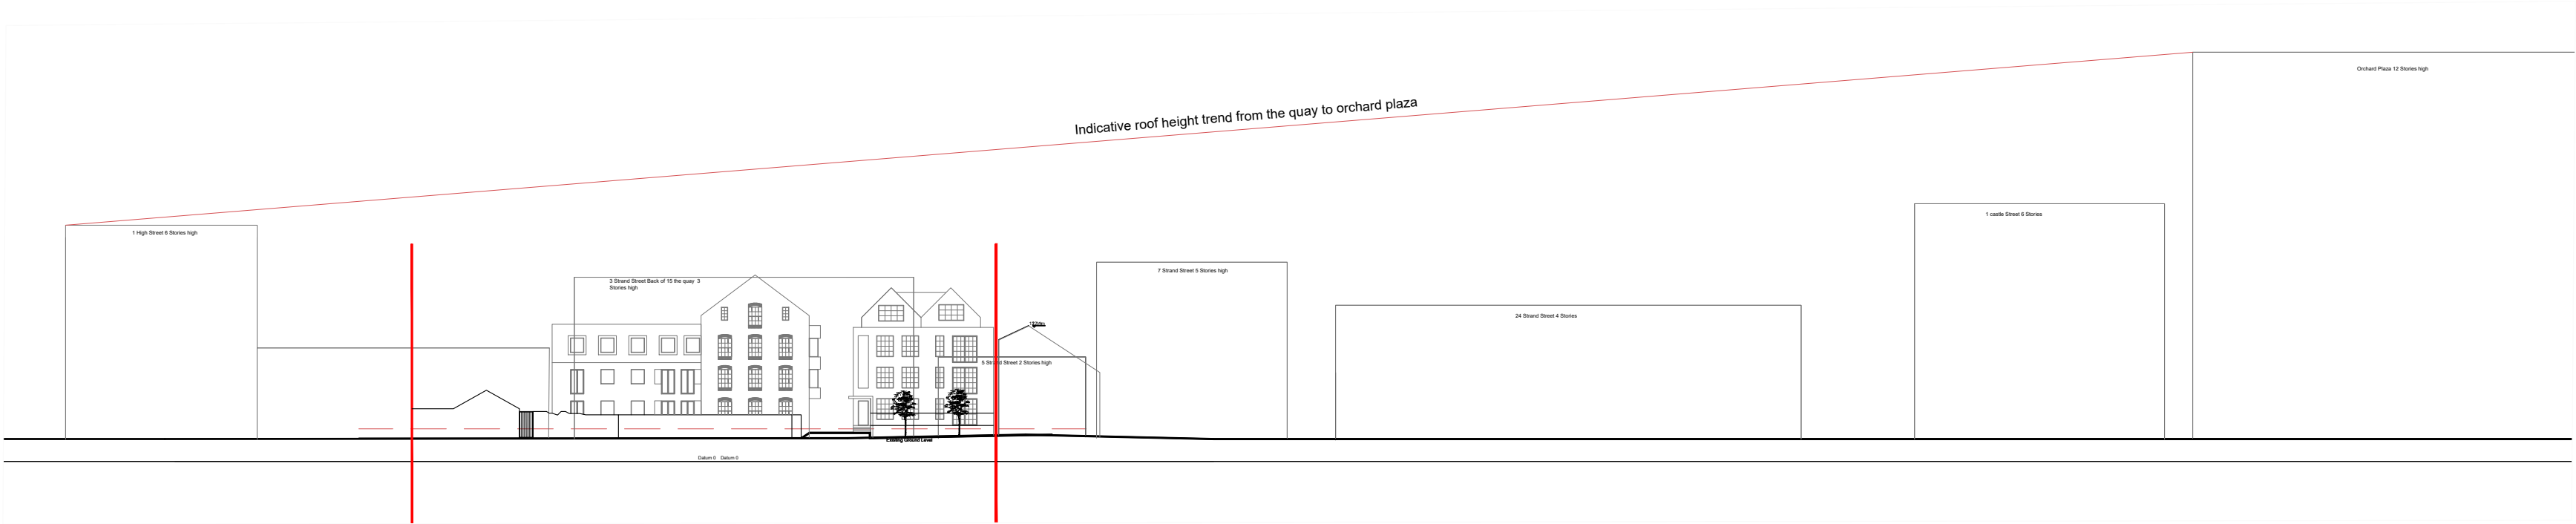 Indicative roof height trend from the quay to orchard plaza
Orchard Plaza 12 Stories high
1 High Street 6 Stories high
1 castle Street 6 Stories
7 Strand Street 5 Stories high
3 Strand Street Back of 15 the quay 3
Stories high
24 Strand Street 4 Stories
5 Strand Street 2 Stories high
Existing Ground Level
Datum 0 Datum 0